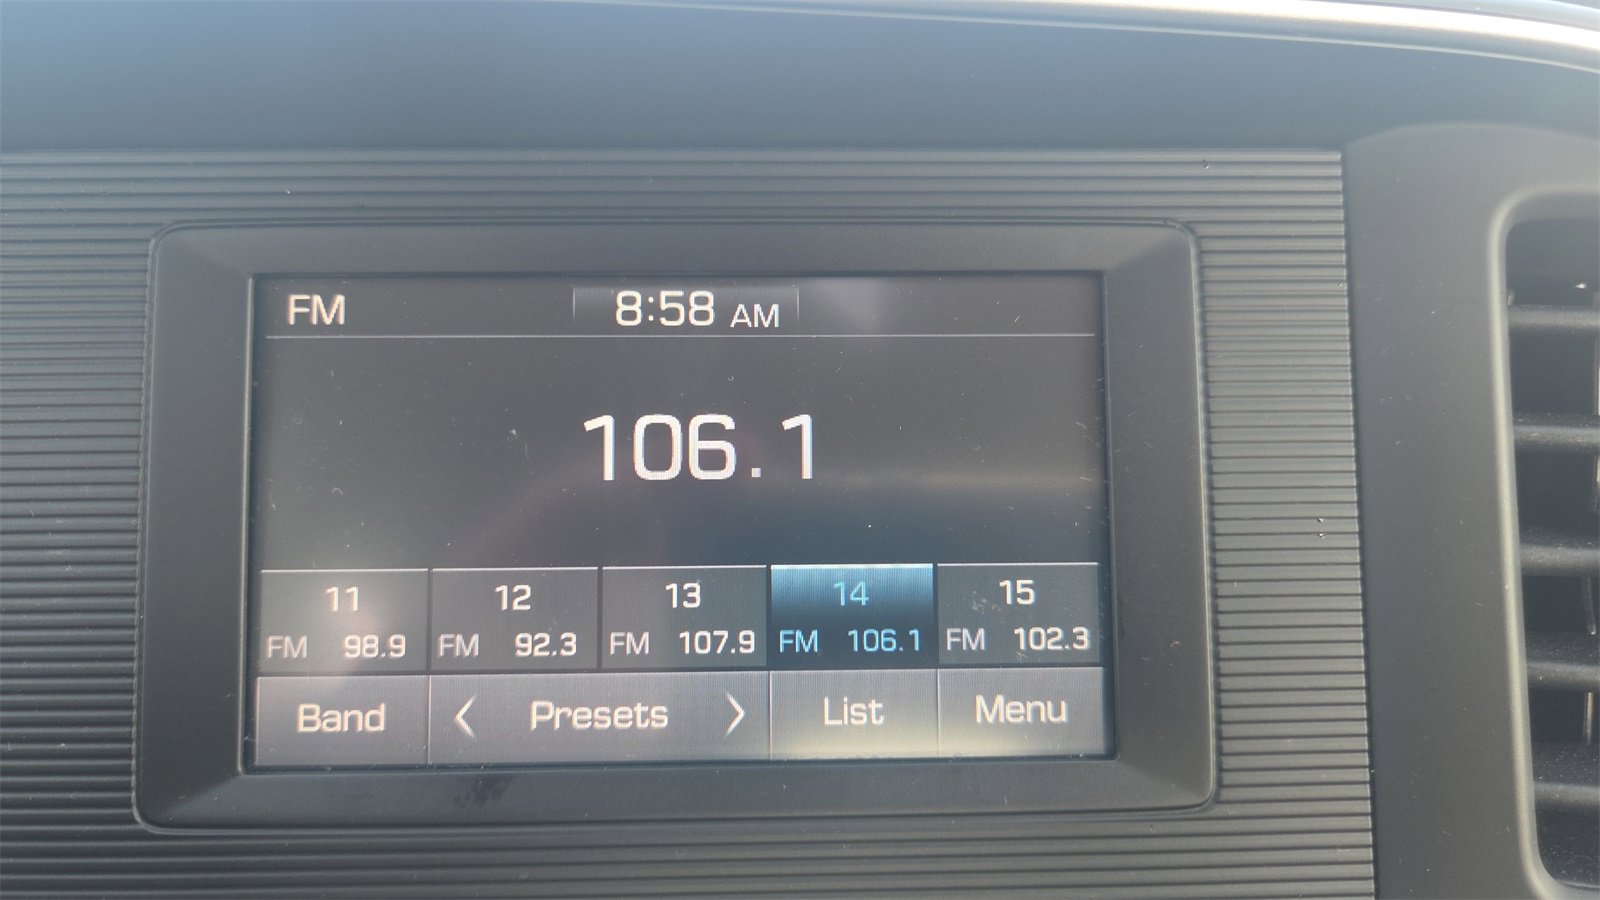 FM 8:58 AM
106.1
11 12 13 14 15
FM 98.9 FM 92.3 FM 107.9 FM 106.1 FM 102.3
Band < Presets > List Menu